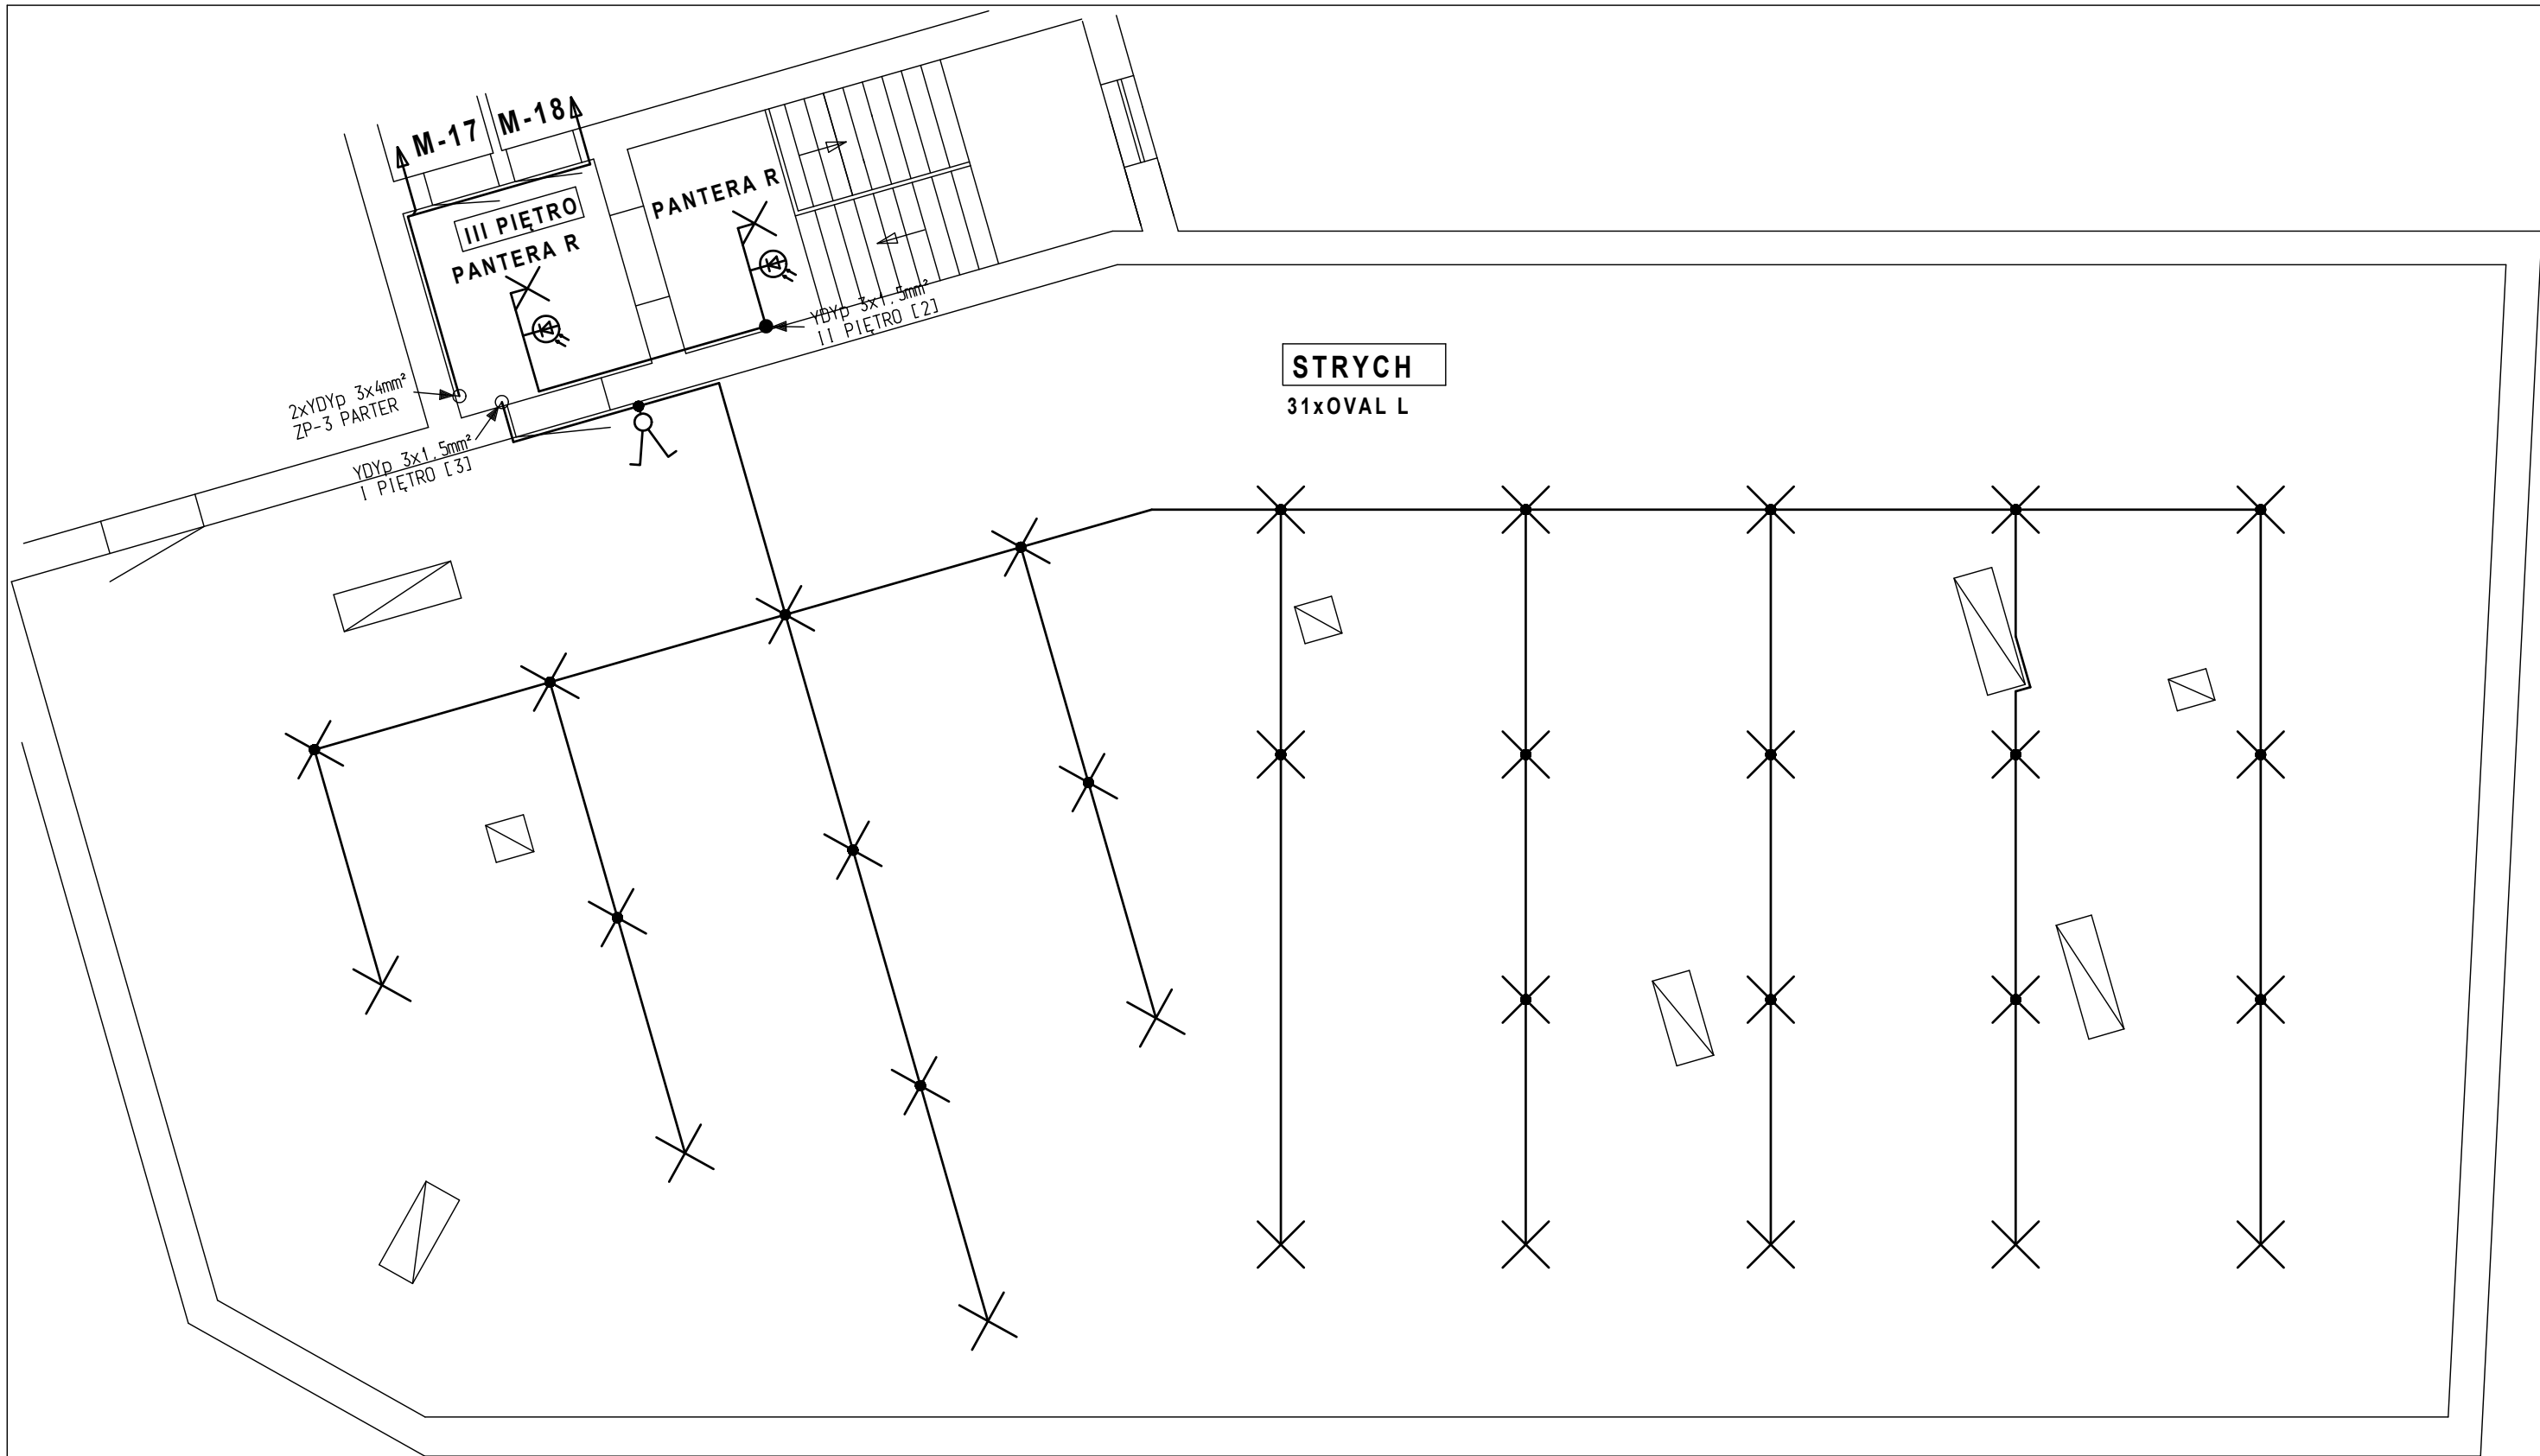 M-17
M-18
III PIĘTRO
PANTERA R
PANTERA R
YDYp 3x1.5mm²
II PIĘTRO [2]
2xYDYp 3x4mm²
ZP-3 PARTER
YDYp 3x1.5mm²
I PIĘTRO [3]
STRYCH
31xOVAL L